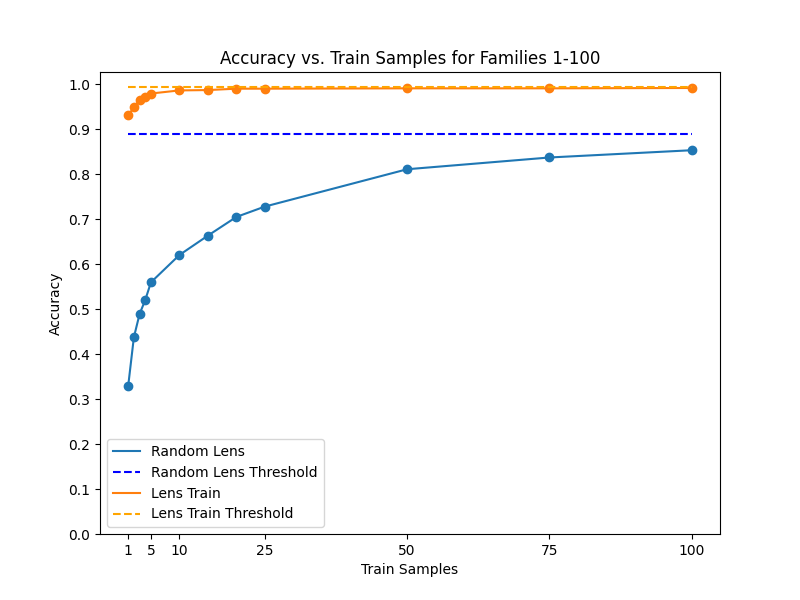 Accuracy vs. Train Samples for Families 1-100
Accuracy
1.0
0.9
0.8
0.7
0.6
0.5
0.4
0.3
0.2
0.1
0.0
Random Lens
Random Lens Threshold
Lens Train
Lens Train Threshold
1 5 10 25 50 75 100
Train Samples